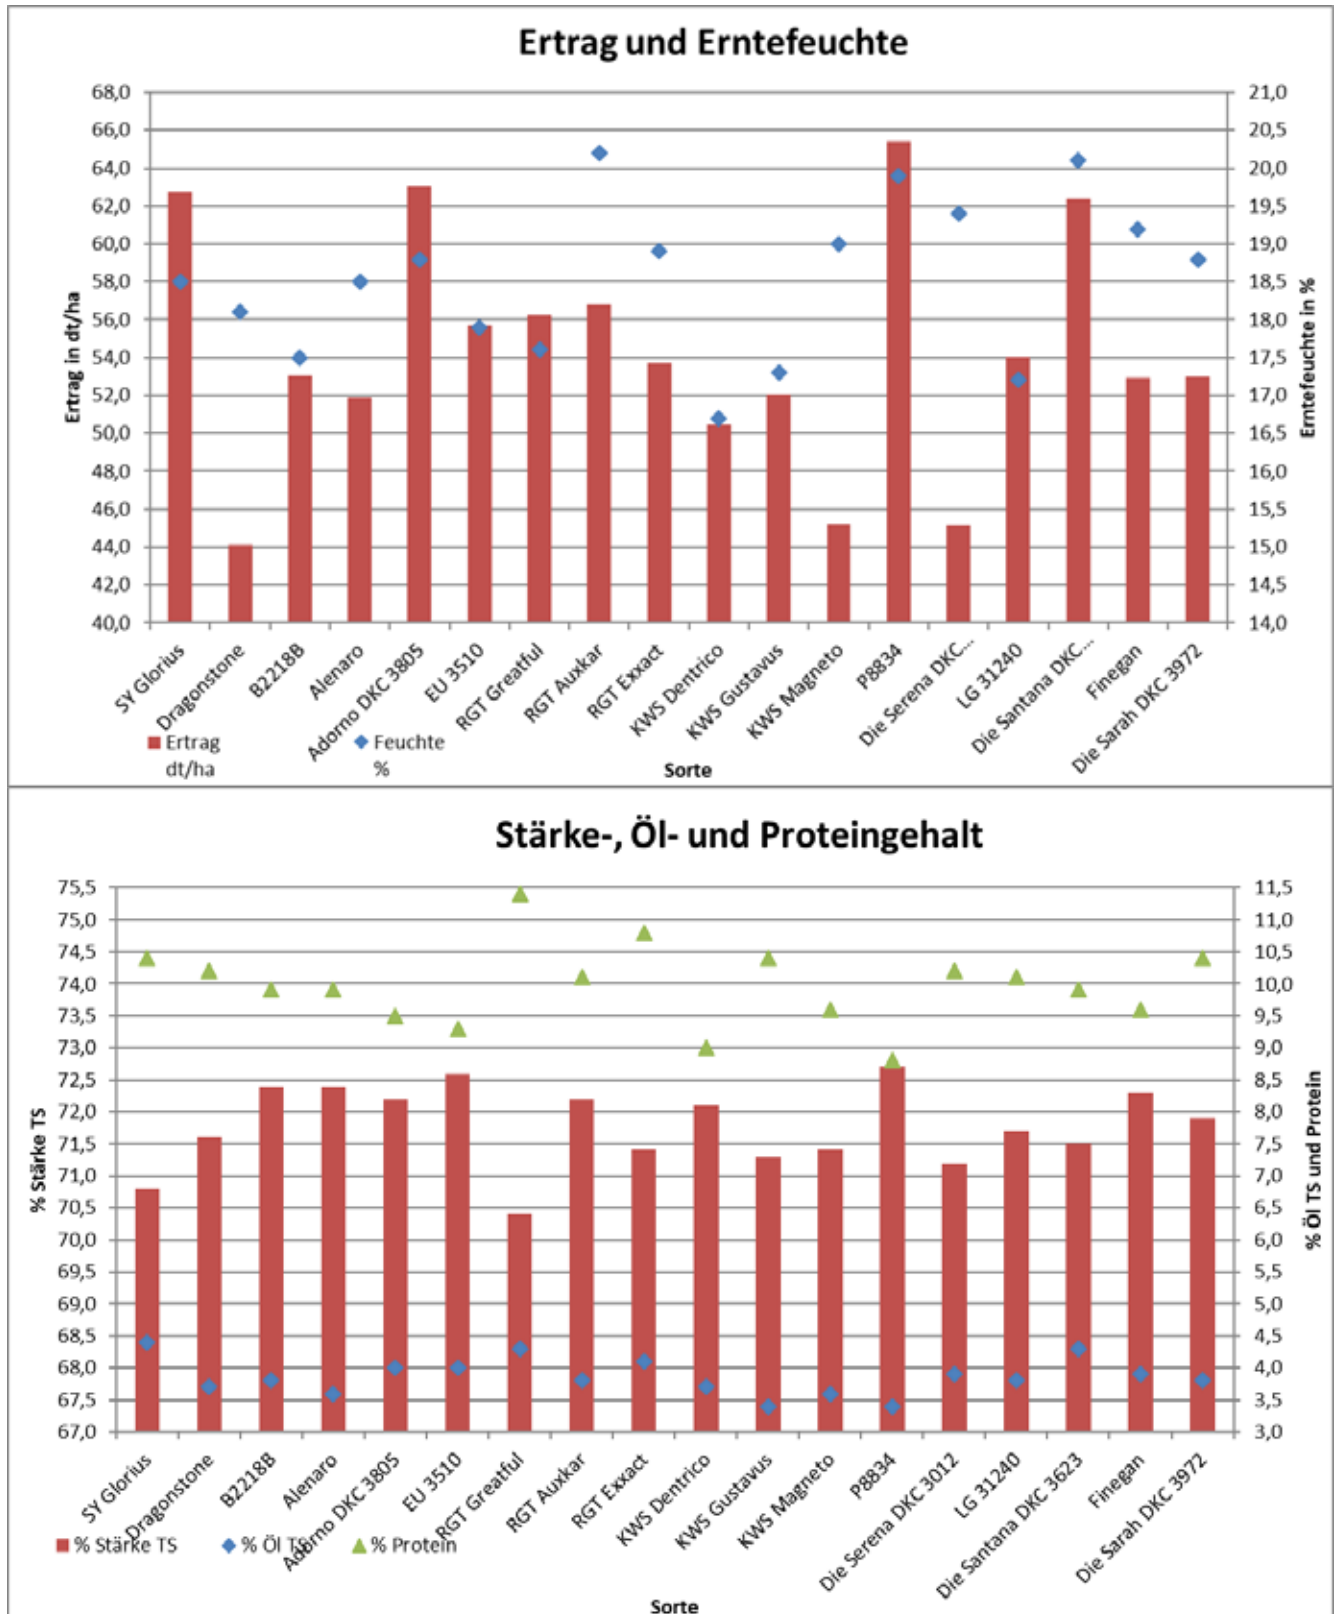 Ertrag und Erntefeuchte
68,0
66,0
64,0
62,0
60,0
58,0
56,0
54,0
52,0
50,0
48,0
46,0
44,0
42,0
40,0
Ertrag in dt/ha
21,0
20,5
20,0
19,5
19,0
18,5
18,0
17,5
17,0
16,5
16,0
15,5
15,0
14,5
14,0
Erntefeuchte in %
SY Glorius
Dragonstone
B2218B
Alenaro
Adorno DKC 3805
EU 3510
RGT Greatful
RGT Auxkar
RGT Exxact
KWS Dentrico
KWS Gustavus
KWS Magneto
P8834
Die Serena DKC...
LG 31240
Die Santana DKC...
Finegan
Die Sarah DKC 3972
Ertrag
dt/ha
Feuchte
%
Sorte
Stärke-, Öl- und Proteingehalt
75,5
75,0
74,5
74,0
73,5
73,0
72,5
72,0
71,5
71,0
70,5
70,0
69,5
69,0
68,5
68,0
67,5
67,0
% Stärke TS
11,5
11,0
10,5
10,0
9,5
9,0
8,5
8,0
7,5
7,0
6,5
6,0
5,5
5,0
4,5
4,0
3,5
3,0
% Öl TS und Protein
SY Glorius
Dragonstone
B2218B
Alenaro
Adorno DKC 3805
EU 3510
RGT Greatful
RGT Auxkar
RGT Exxact
KWS Dentrico
KWS Gustavus
KWS Magneto
P8834
Die Serena DKC 3012
LG 31240
Die Santana DKC 3623
Finegan
Die Sarah DKC 3972
% Stärke TS
% Öl TS
% Protein
Sorte